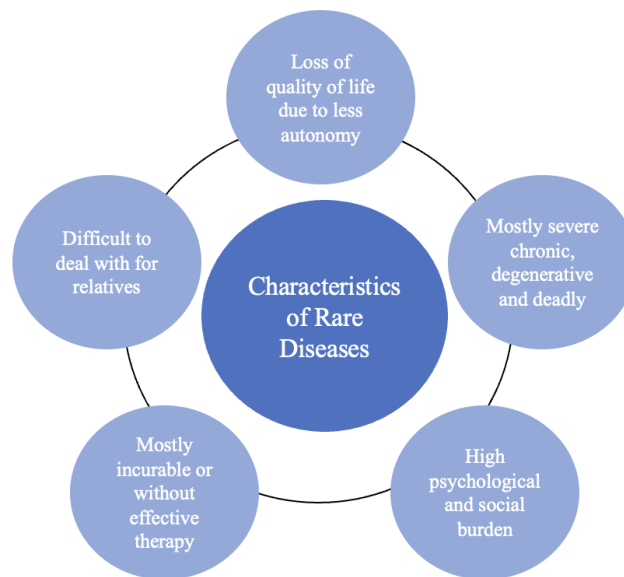 Loss of
quality of life
due to less
autonomy
Mostly severe
chronic,
degenerative
and deadly
High
psychological
and social
burden
Mostly
incurable or
without
effective
therapy
Difficult to
deal with for
relatives
Characteristics
of Rare
Diseases